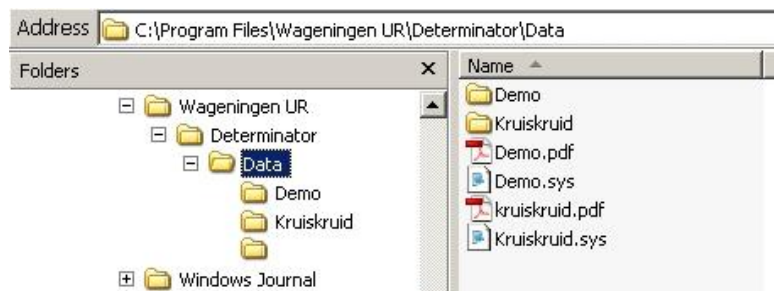 Address C:\Program Files\Wageningen UR\Determinator\Data
Folders
Wageningen UR
Determinator
Data
Demo
Kruiskruid
Windows Journal
Name
Demo
Kruiskruid
Demo.pdf
Demo.sys
kruiskruid.pdf
Kruiskruid.sys